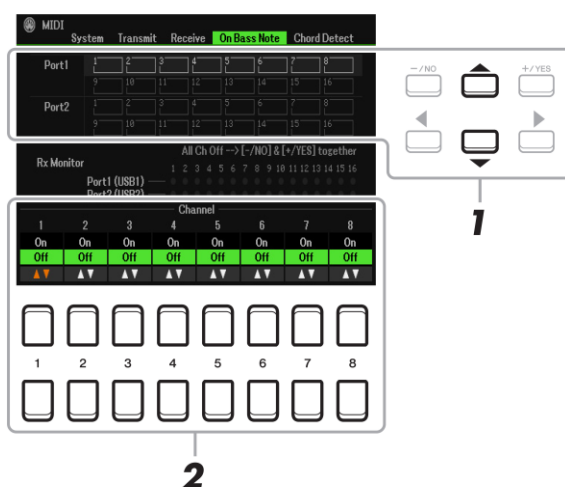 MIDI
System Transmit Receive On Bass Note Chord Detect
Port1 1 2 3 4 5 6 7 8
9 10 11 12 13 14 15 16
Port2 1 2 3 4 5 6 7 8
9 10 11 12 13 14 15 16
−/NO +/YES
1
All Ch Off --> [-/NO] & [+/YES] together
Rx Monitor 1 2 3 4 5 6 7 8 9 10 11 12 13 14 15 16
Port1 (USB1)
Port2 (USB2)
Channel
1 2 3 4 5 6 7 8
On On On On On On On On
Off Off Off Off Off Off Off Off
1 2 3 4 5 6 7 8
2